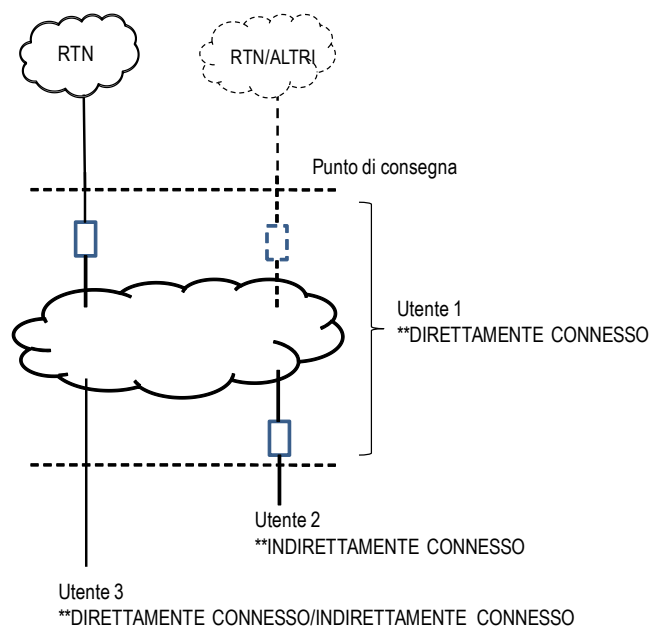 RTN
RTN/ALTRI
Punto di consegna
Utente 1
**DIRETTAMENTE CONNESSO
Utente 2
**INDIRETTAMENTE CONNESSO
Utente 3
**DIRETTAMENTE CONNESSO/INDIRETTAMENTE CONNESSO